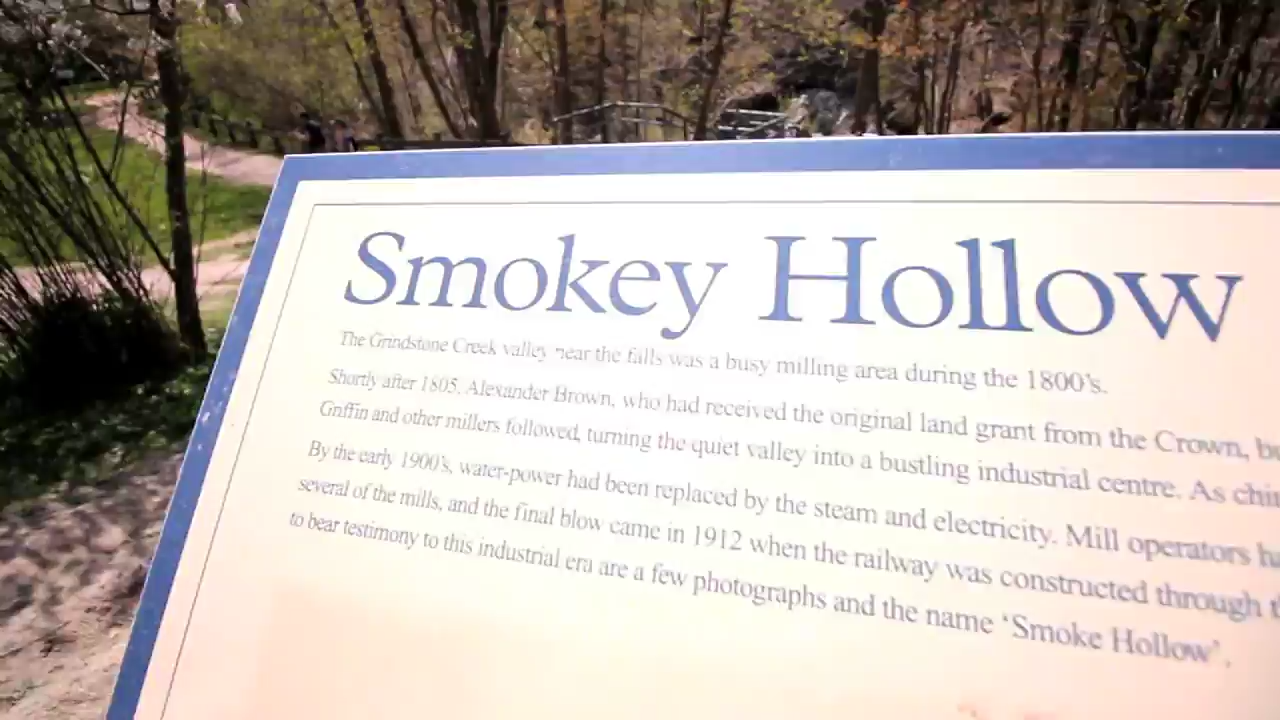 Smokey Hollow
The Grindstone Creek valley near the falls was a busy milling area during the 1800's.
Shortly after 1805, Alexander Brown, who had received the original land grant from the Crown, bu
Griffin and other millers followed, turning the quiet valley into a bustling industrial centre. As chi
By the early 1900's, water-power had been replaced by the steam and electricity. Mill operators ha
several of the mills, and the final blow came in 1912 when the railway was constructed through t
to bear testimony to this industrial era are a few photographs and the name 'Smoke Hollow'.